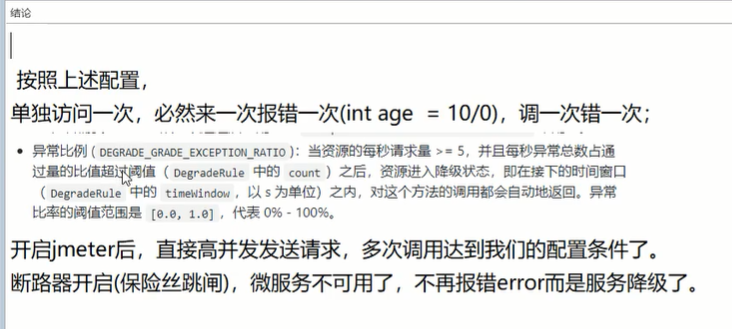 结论
按照上述配置，
单独访问一次，必然来一次报错一次(int age = 10/0)，调一次错一次；
• 异常比例 ( DEGRADE_GRADE_EXCEPTION_RATIO )：当资源的每秒请求量 >= 5，并且每秒异常总数占通
过量的比值超过阈值（ DegradeRule 中的 count ）之后，资源进入降级状态，即在接下的时间窗口
（ DegradeRule 中的 timeWindow ，以 s 为单位）之内，对这个方法的调用都会自动地返回。异常
比率的阈值范围是 [0.0, 1.0] ，代表 0% - 100%。
开启jmeter后，直接高并发发送请求，多次调用达到我们的配置条件了。
断路器开启(保险丝跳闸)，微服务不可用了，不再报错error而是服务降级了。